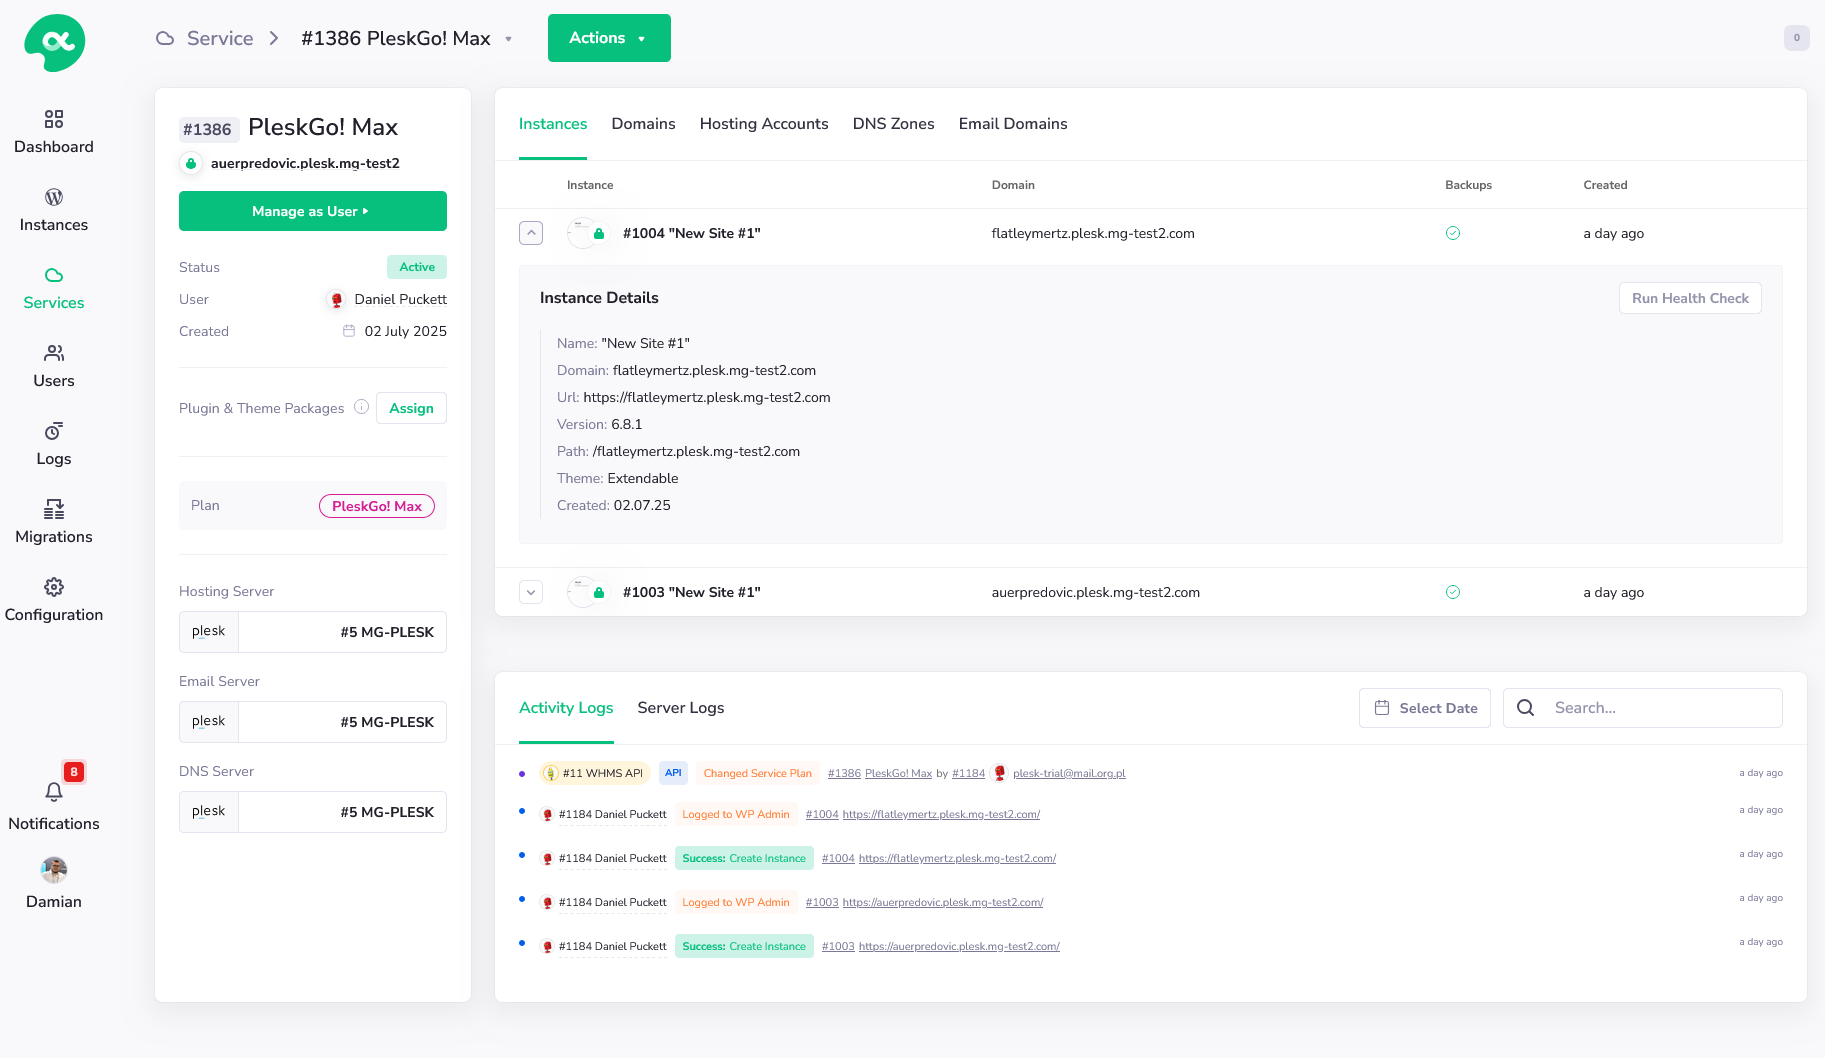 Service
#1386 PleskGo! Max
Actions
0
Dashboard
Instances
Services
Users
Logs
Migrations
Configuration
8
Notifications
Damian
#1386 PleskGo! Max
auerpredovic.plesk.mg-test2
Manage as User
Status Active
User Daniel Puckett
Created 02 July 2025
Plugin & Theme Packages Assign
Plan PleskGo! Max
Hosting Server
plesk #5 MG-PLESK
Email Server
plesk #5 MG-PLESK
DNS Server
plesk #5 MG-PLESK
Instances Domains Hosting Accounts DNS Zones Email Domains
Instance Domain Backups Created
#1004 "New Site #1" flatleymertz.plesk.mg-test2.com a day ago
Instance Details Run Health Check
Name: "New Site #1"
Domain: flatleymertz.plesk.mg-test2.com
Url: https://flatleymertz.plesk.mg-test2.com
Version: 6.8.1
Path: /flatleymertz.plesk.mg-test2.com
Theme: Extendable
Created: 02.07.25
#1003 "New Site #1" auerpredovic.plesk.mg-test2.com a day ago
Activity Logs Server Logs Select Date Search...
#11 WHMS API API Changed Service Plan #1386 PleskGo! Max by #1184 plesk-trial@mail.org.pl a day ago
#1184 Daniel Puckett Logged to WP Admin #1004 https://flatleymertz.plesk.mg-test2.com/ a day ago
#1184 Daniel Puckett Success: Create Instance #1004 https://flatleymertz.plesk.mg-test2.com/ a day ago
#1184 Daniel Puckett Logged to WP Admin #1003 https://auerpredovic.plesk.mg-test2.com/ a day ago
#1184 Daniel Puckett Success: Create Instance #1003 https://auerpredovic.plesk.mg-test2.com/ a day ago